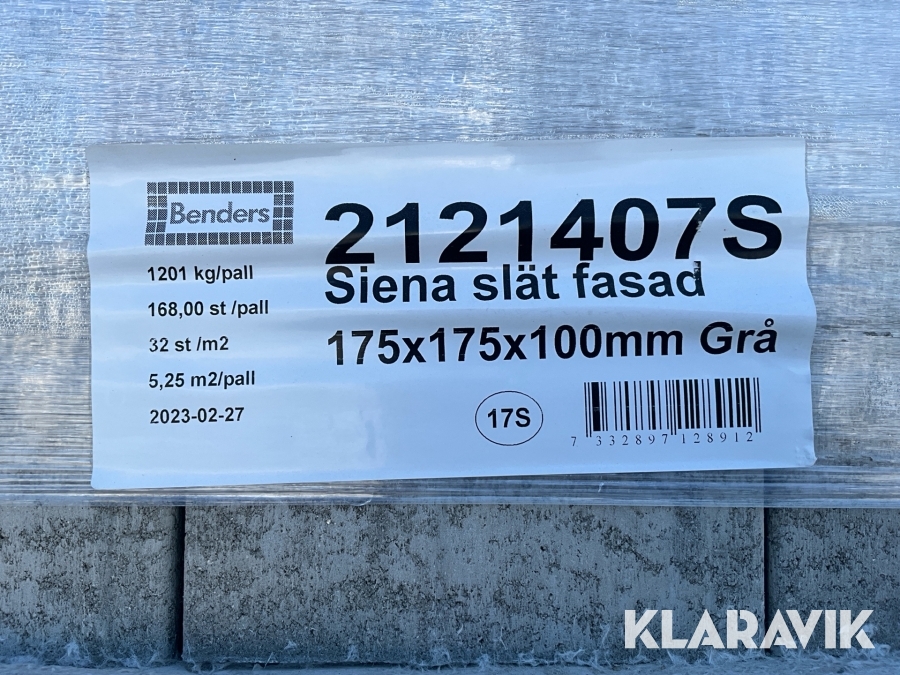 Benders
1201 kg/pall
168,00 st /pall
32 st /m2
5,25 m2/pall
2023-02-27
2121407S
Siena slät fasad
175x175x100mm Grå
17S
7 332897 128912
KLARAVIK